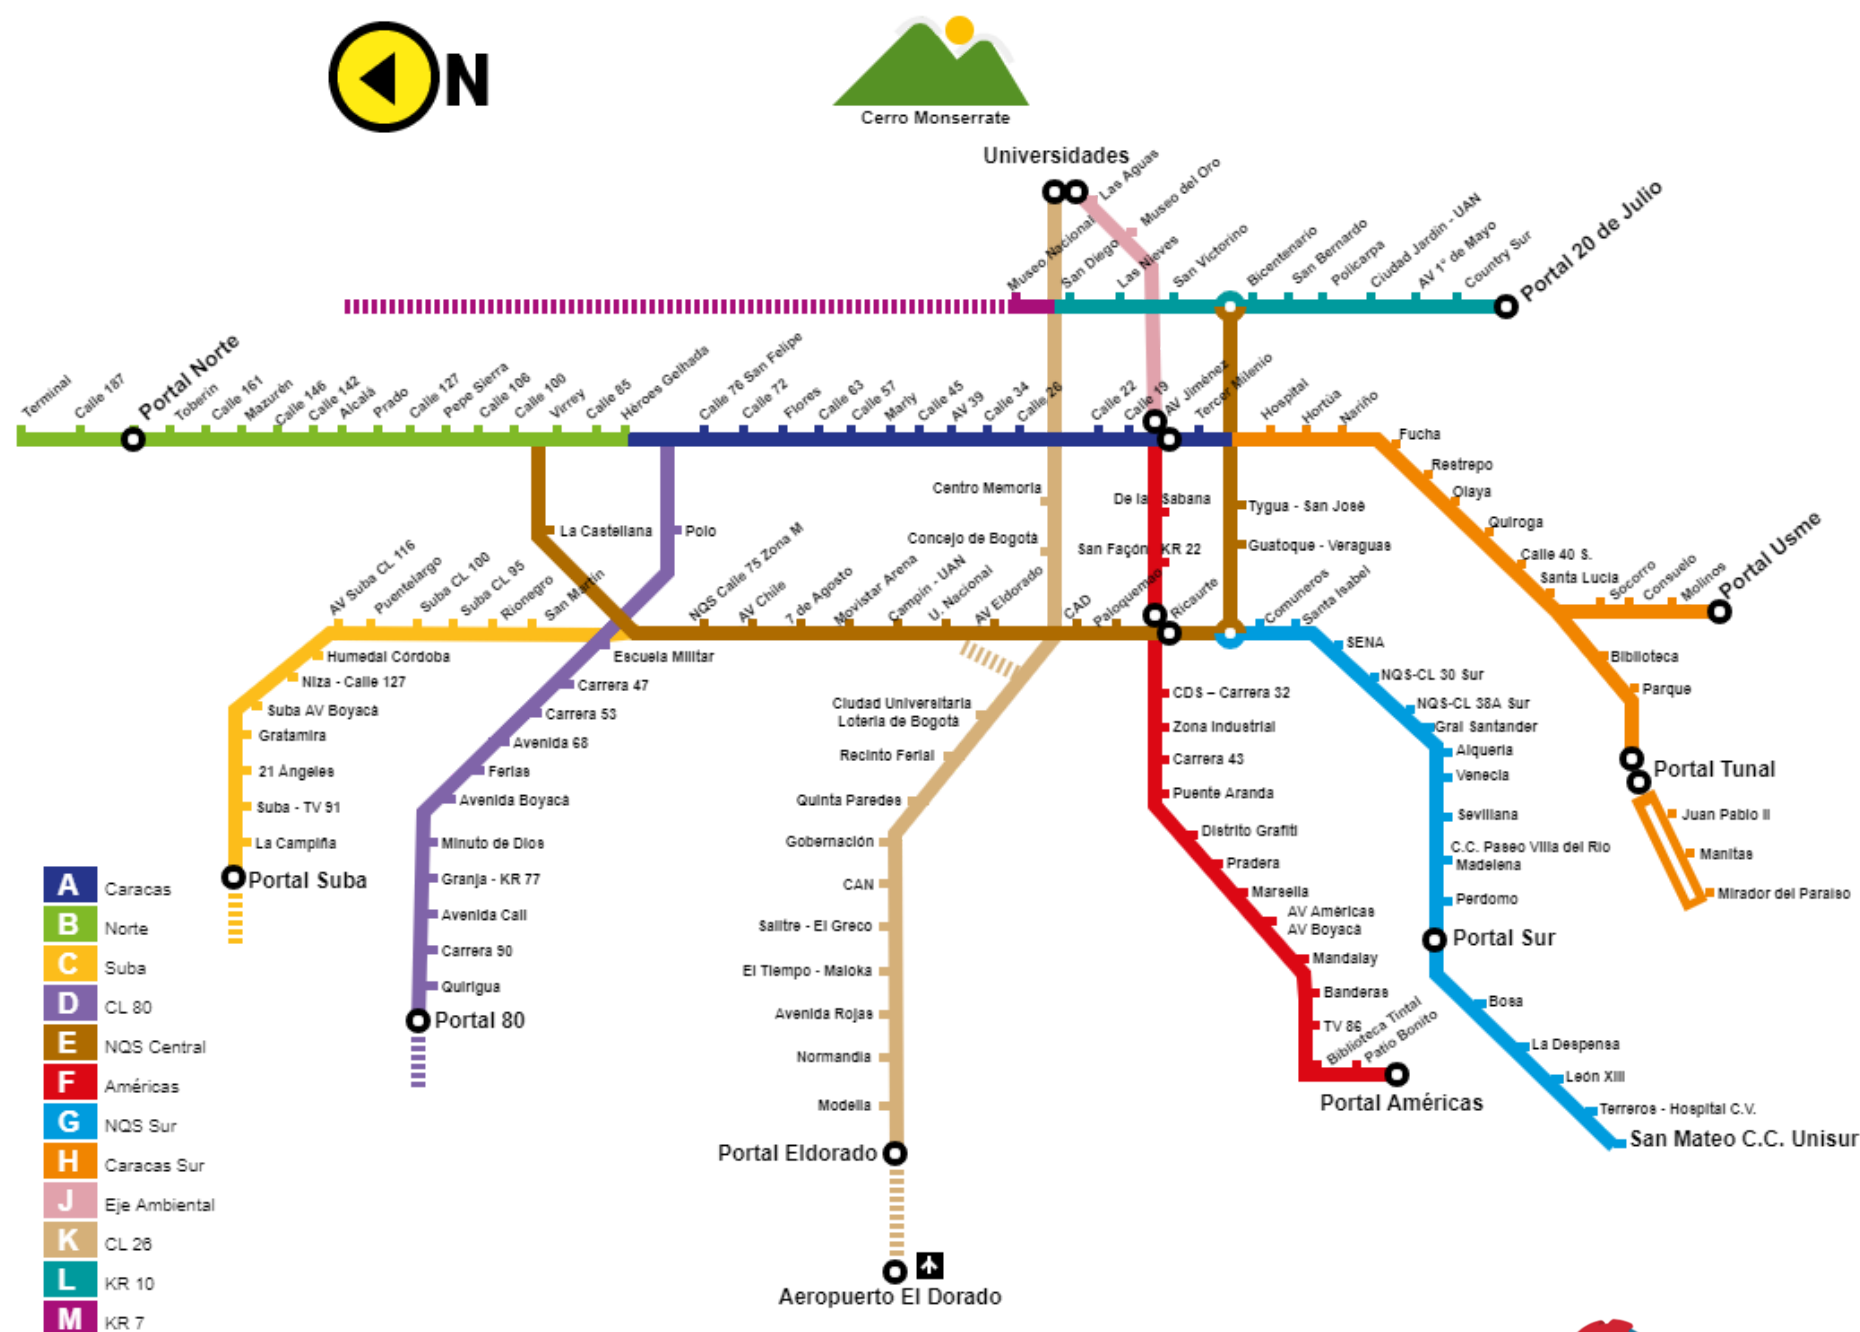 N
Cerro Monserrate
Universidades
Las Aguas
Museo del Oro
Museo Nacional
San Diego
Las Nieves
San Victorino
Bicentenario
San Bernardo
Policarpa
Ciudad Jardín - UAN
AV 1° de Mayo
Country Sur
Portal 20 de Julio
Terminal
Calle 187
Portal Norte
Toberín
Calle 161
Mazurén
Calle 146
Calle 142
Alcalá
Prado
Calle 127
Pepe Sierra
Calle 106
Calle 100
Virrey
Calle 85
Héroes Gelhada
Calle 76 San Felipe
Calle 72
Flores
Calle 63
Calle 57
Marly
Calle 45
AV 39
Calle 34
Calle 26
Calle 22
Calle 19
AV Jiménez
Tercer Milenio
Hospital
Hortúa
Nariño
Fucha
Restrepo
Olaya
Quiroga
Calle 40 S.
Santa Lucia
Socorro
Consuelo
Molinos
Portal Usme
Biblioteca
Parque
Portal Tunal
Juan Pablo II
Manitas
Mirador del Paraiso
Centro Memoria
Concejo de Bogotá
De la Sabana
San Façón KR 22
Tygua - San José
Guatoque - Veraguas
La Castellana
Polo
AV Suba CL 116
Puentelargo
Suba CL 100
Suba CL 95
Rionegro
San Martín
NQS Calle 75 Zona M
AV Chile
7 de Agosto
Movistar Arena
Campín - UAN
U. Nacional
AV Eldorado
CAD
Paloquemao
Ricaurte
Comuneros
Santa Isabel
SENA
NQS-CL 30 Sur
NQS-CL 38A Sur
Gral Santander
Alqueria
Venecia
Sevillana
C.C. Paseo Villa del Rio
Madelena
Perdomo
Portal Sur
Bosa
La Despensa
León XIII
Terreros - Hospital C.V.
San Mateo C.C. Unisur
Humedal Córdoba
Niza - Calle 127
Suba AV Boyacá
Gratamira
21 Ángeles
Suba - TV 91
La Campiña
Portal Suba
Escuela Militar
Carrera 47
Carrera 53
Avenida 68
Ferias
Avenida Boyacá
Minuto de Dios
Granja - KR 77
Avenida Cali
Carrera 90
Quirigua
Portal 80
Ciudad Universitaria
Loteria de Bogotá
Recinto Ferial
Quinta Paredes
Gobernación
CAN
Salitre - El Greco
El Tiempo - Maloka
Avenida Rojas
Normandia
Modelia
Portal Eldorado
Aeropuerto El Dorado
CDS – Carrera 32
Zona Industrial
Carrera 43
Puente Aranda
Distrito Grafiti
Pradera
Marsella
AV Américas
AV Boyacá
Mandalay
Banderas
TV 86
Biblioteca Tintal
Patio Bonito
Portal Américas
A Caracas
B Norte
C Suba
D CL 80
E NQS Central
F Américas
G NQS Sur
H Caracas Sur
J Eje Ambiental
K CL 26
L KR 10
M KR 7